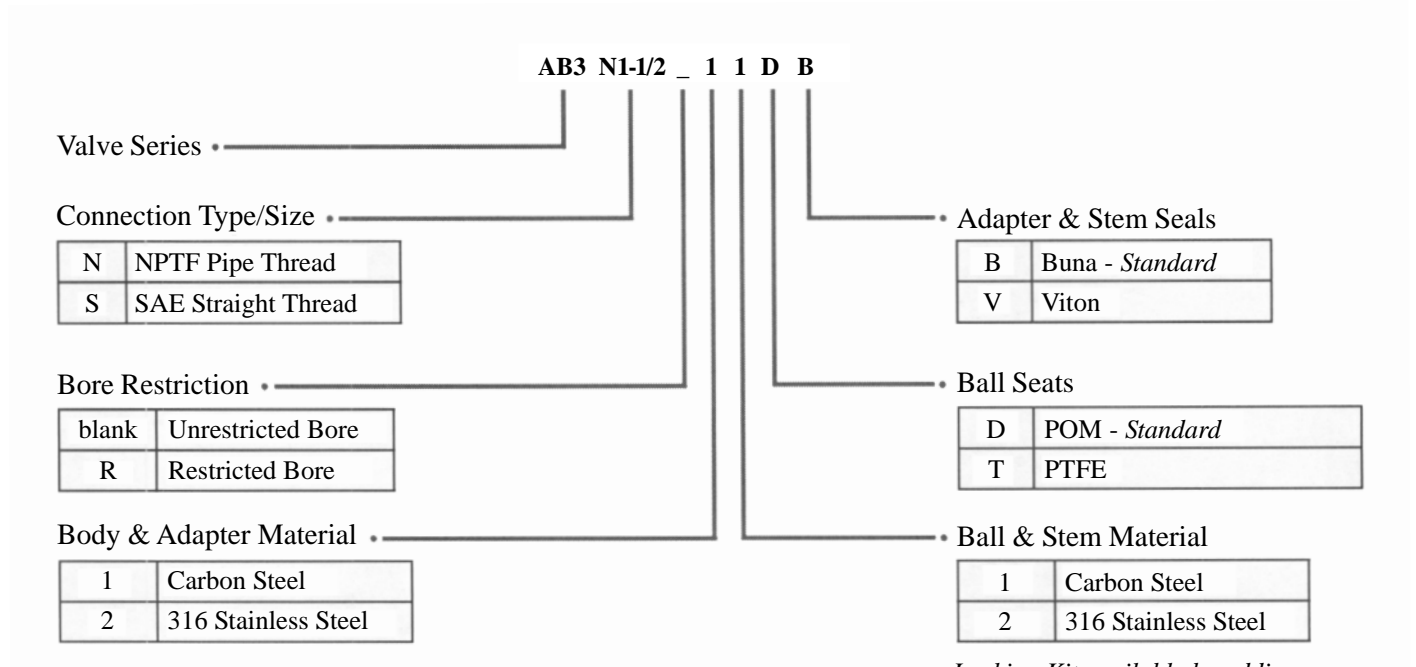 AB3 N1-1/2 _ 1 1 D B
Valve Series
Connection Type/Size
N NPTF Pipe Thread
S SAE Straight Thread
Bore Restriction
blank Unrestricted Bore
R Restricted Bore
Body & Adapter Material
1 Carbon Steel
2 316 Stainless Steel
Adapter & Stem Seals
B Buna - Standard
V Viton
Ball Seats
D POM - Standard
T PTFE
Ball & Stem Material
1 Carbon Steel
2 316 Stainless Steel